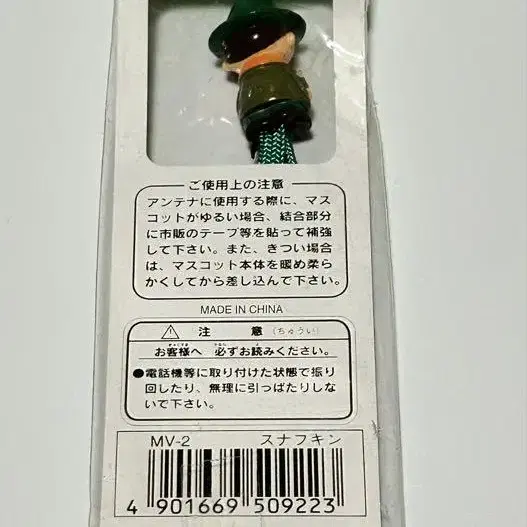 ご使用上の注意
アンテナに使用する際に、マス
コットがゆるい場合、結合部分
に市販のテープ等を貼って補強
して下さい。また、きつい場合
は、マスコット本体を暖め柔ら
かくしてから差し込んで下さい。
MADE IN CHINA
注意(ちゅうい)
お客様へ 必ずお読みください。
●電話機等に取り付けた状態で振り
回したり、無理に引っぱたりしな
いで下さい。
MV-2 スナフキン
4 901669 509223